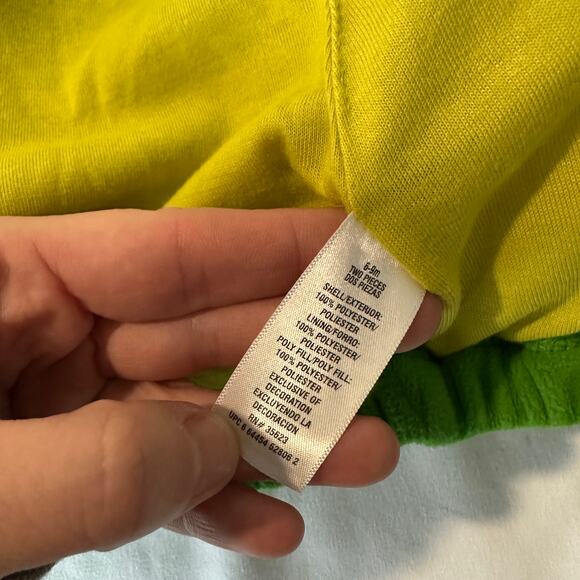 6-9m
TWO PIECES
DOS PIEZAS
SHELL/EXTERIOR:
100% POLYESTER/
POLIESTER
LINING/FORRO:
100% POLYESTER/
POLIESTER
POLY FILL/POLY FILL:
100% POLYESTER/
POLIESTER
EXCLUSIVE OF
DECORATION
EXCLUYENDO LA
DECORACION
RN# 35623
UPC 6 64454 52806 2